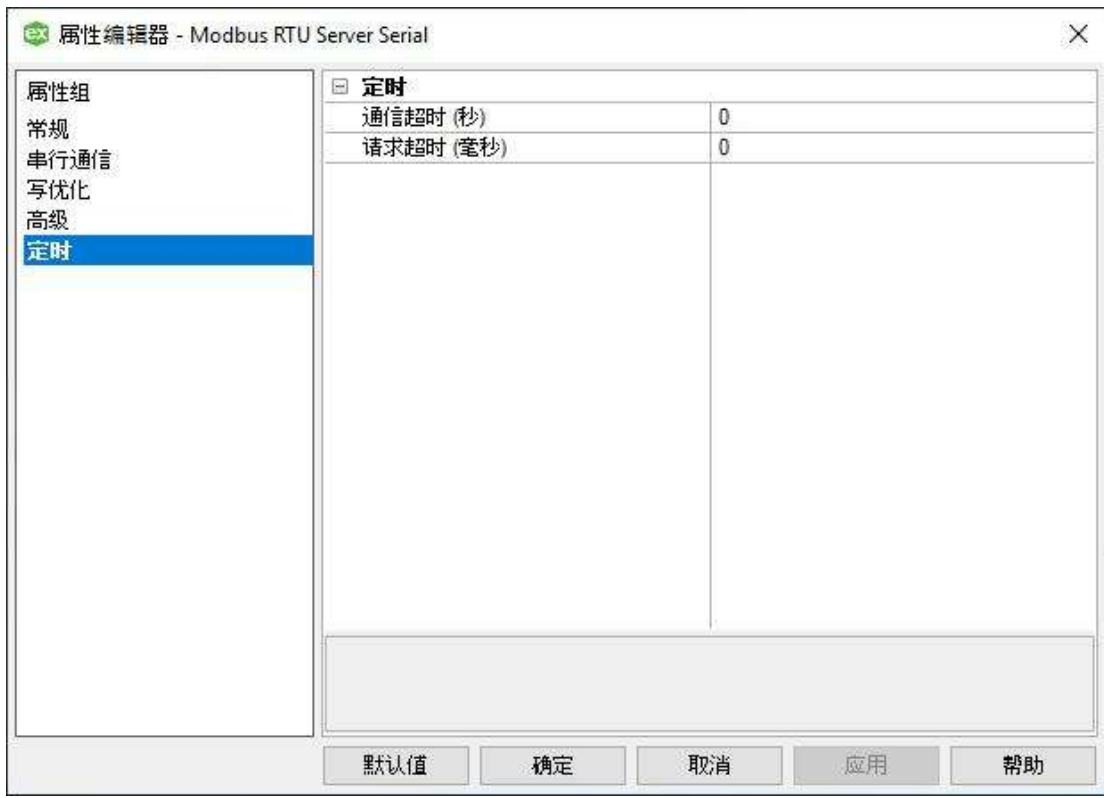 ex 属性编辑器 - Modbus RTU Server Serial
属性组
常规
串行通信
写优化
高级
定时
定时
通信超时 (秒) 0
请求超时 (毫秒) 0
默认值 确定 取消 应用 帮助